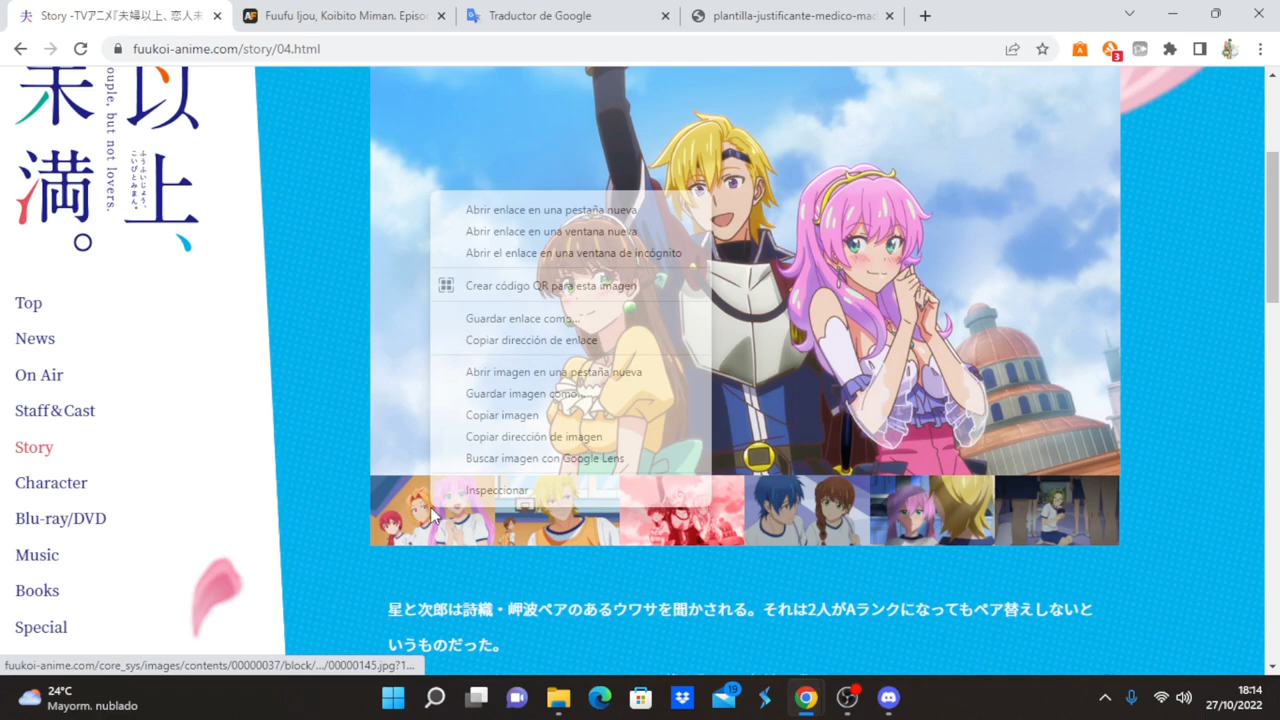 Story -TVアニメ『夫婦以上、恋人未
Fuufu Ijou, Koibito Miman. Episod
Traductor de Google
plantilla-justificante-medico-mad
fuukoi-anime.com/story/04.html
3
以上、
未満。
ouple, but not lovers.
ふうふいじょう、
こいびとみまん。
Top
News
On Air
Staff&Cast
Story
Character
Blu-ray/DVD
Music
Books
Special
Abrir enlace en una pestaña nueva
Abrir enlace en una ventana nueva
Abrir el enlace en una ventana de incógnito
Crear código QR para esta imagen
Guardar enlace como...
Copiar dirección de enlace
Abrir imagen en una pestaña nueva
Guardar imagen como...
Copiar imagen
Copiar dirección de imagen
Buscar imagen con Google Lens
Inspeccionar
星と次郎は詩織・岬波ペアのあるウワサを聞かされる。それは2人がAランクになってもペア替えしないと
いうものだった。
fuukoi-anime.com/core_sys/images/contents/00000037/block/.../00000145.jpg?1...
24°C
Mayorm. nublado
19
18:14
27/10/2022